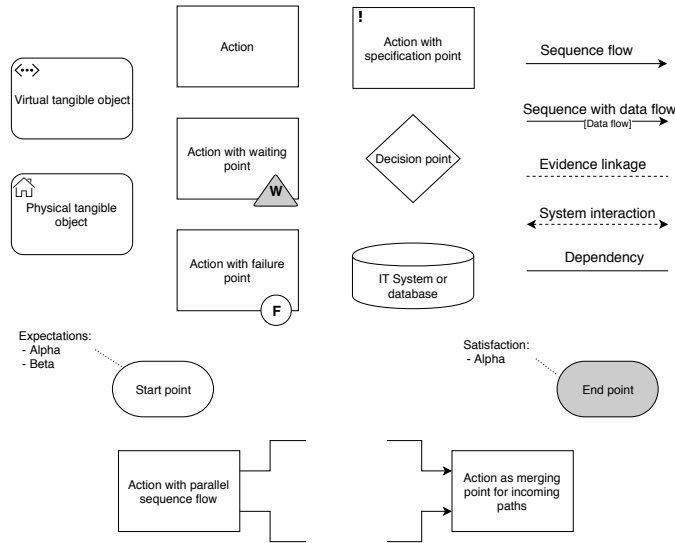 !
Action
Action with
specification point
Sequence flow
Virtual tangible object
Sequence with data flow
[Data flow]
Action with waiting
point
W
Decision point
Evidence linkage
Physical tangible
object
System interaction
Action with failure
point
F
IT System or
database
Dependency
Expectations:
- Alpha
- Beta
Start point
Satisfaction:
- Alpha
End point
Action with parallel
sequence flow
Action as merging
point for incoming
paths